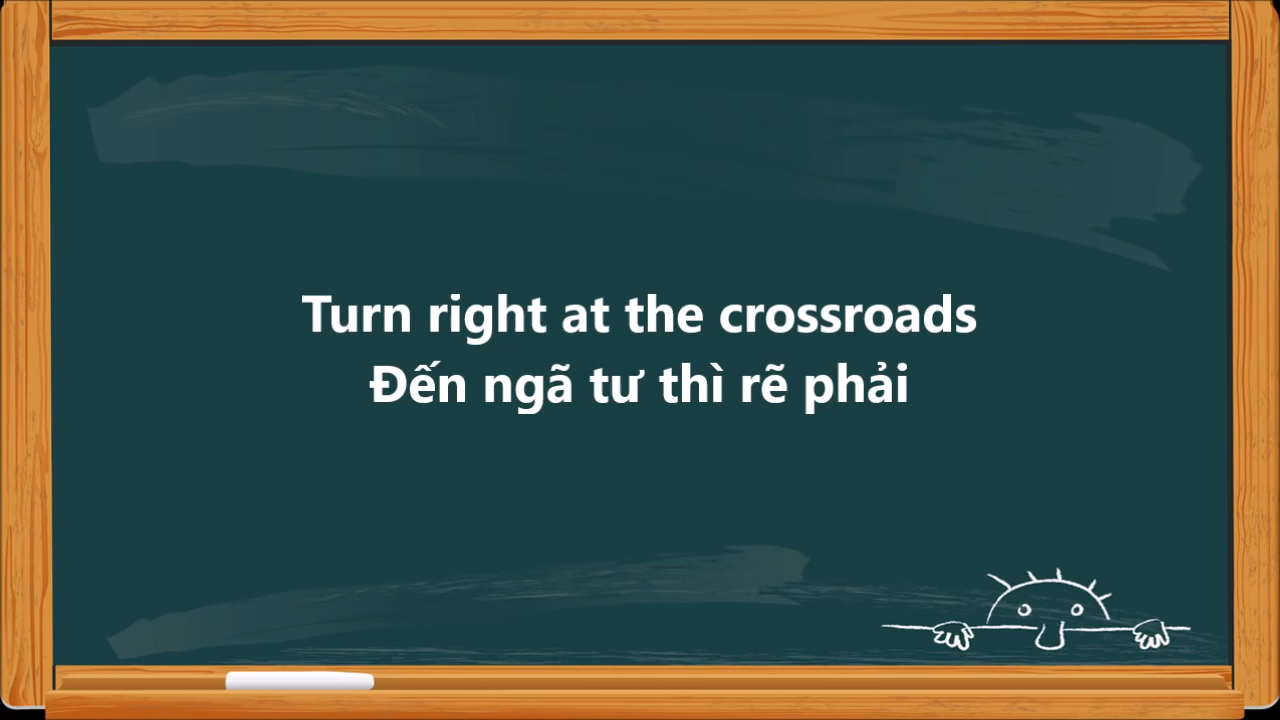 Turn right at the crossroads
Đến ngã tư thì rẽ phải